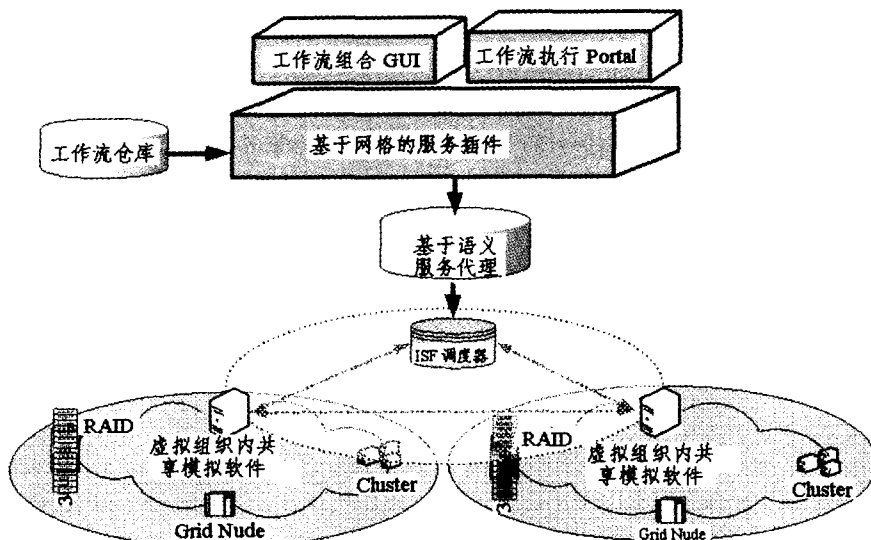 工作流组合 GUI
工作流执行 Portal
工作流仓库
基于网格的服务插件
基于语义
服务代理
ISF 调度器
RAID
虚拟组织内共
享模拟软件
Cluster
Grid Nude
RAID
虚拟组织内共
享模拟软件
Cluster
Grid Nude